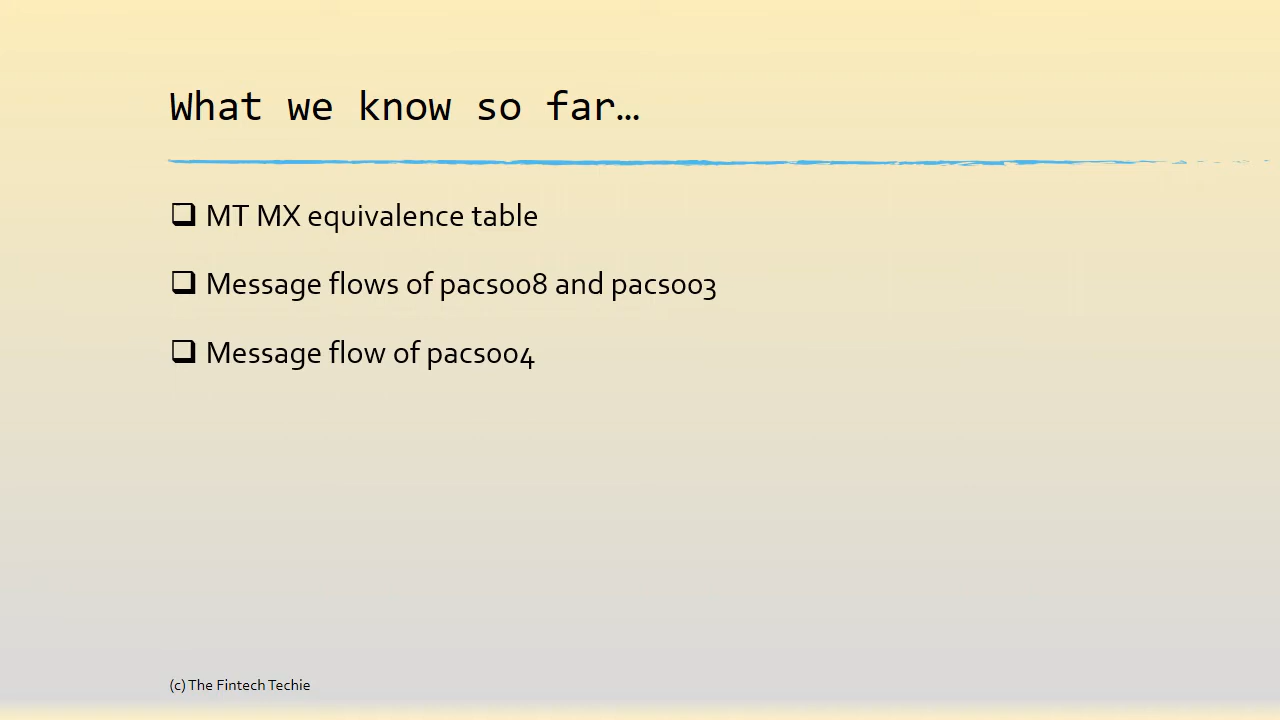 What we know so far…
❑ MT MX equivalence table
❑ Message flows of pacs008 and pacs003
❑ Message flow of pacs004
(c) The Fintech Techie